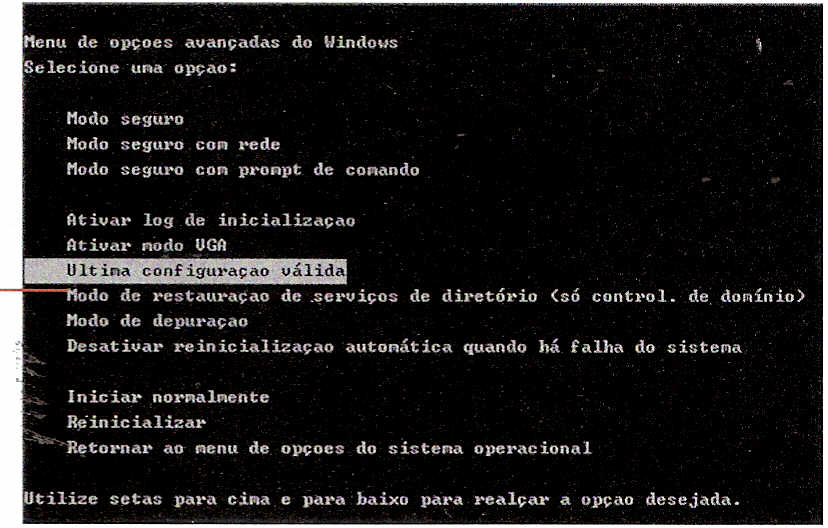 Menu de opçoes avançadas do Windows
Selecione uma opçao:
Modo seguro
Modo seguro com rede
Modo seguro com prompt de comando
Ativar log de inicializaçao
Ativar modo VGA
Ultima configuraçao válida
Modo de restauraçao de serviços de diretório (só control. de domínio)
Modo de depuraçao
Desativar reinicializaçao automática quando há falha do sistema
Iniciar normalmente
Reinicializar
Retornar ao menu de opçoes do sistema operacional
Utilize setas para cima e para baixo para realçar a opçao desejada.